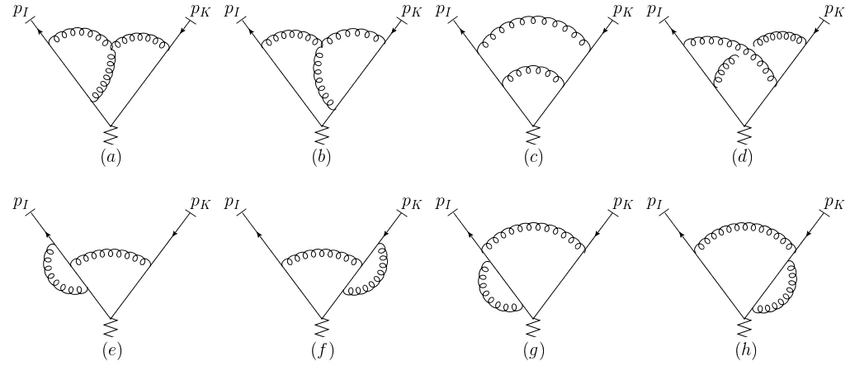 p_I p_K p_I p_K p_I p_K p_I p_K
(a) (b) (c) (d)
p_I p_K p_I p_K p_I p_K p_I p_K
(e) (f) (g) (h)